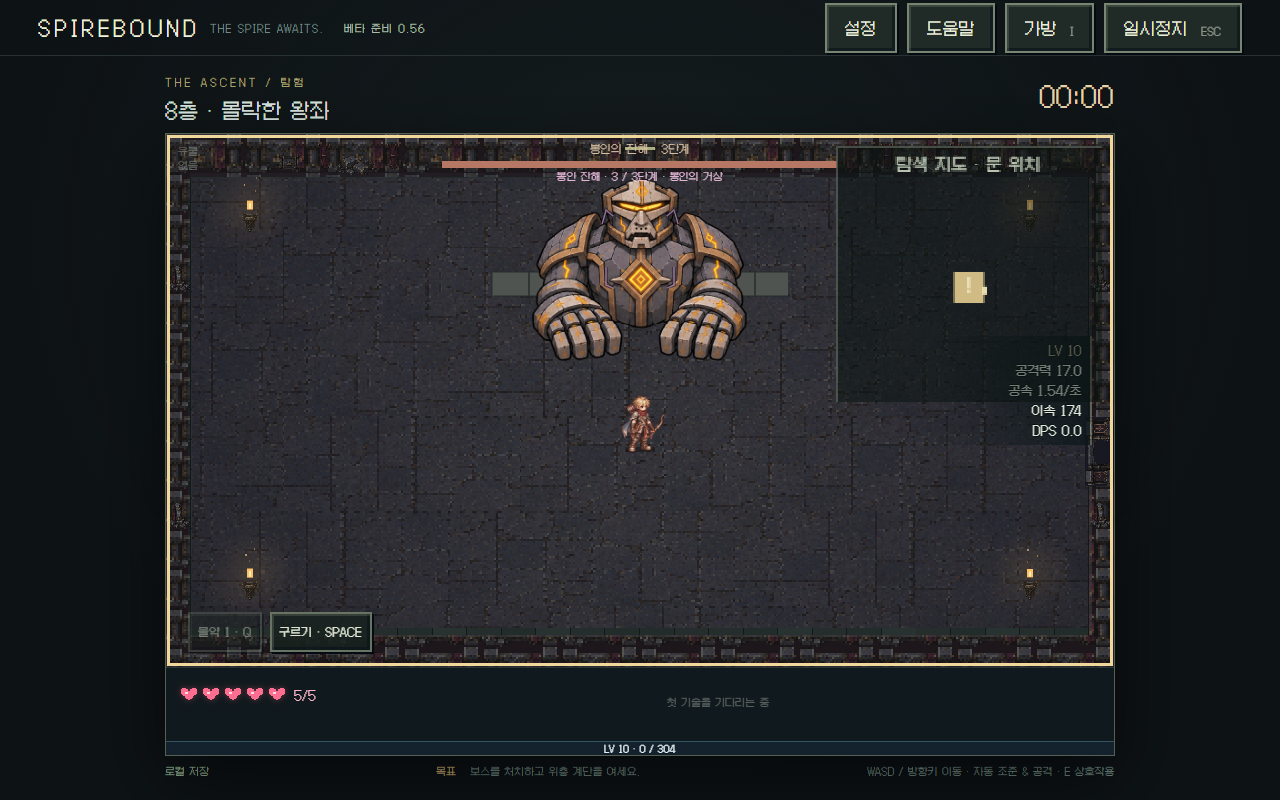 SPIREBOUND THE SPIRE AWAITS. 베타 준비 0.56
설정 도움말 가방 I 일시정지 ESC
THE ASCENT / 탐험
8층 · 몰락한 왕좌
00:00
유물
없음
봉인의 잔해 3단계
봉인 잔해 · 3 / 3단계 · 봉인의 거상
탐색 지도 · 문 위치
!
LV 10
공격력 17.0
공속 1.54/초
이속 174
DPS 0.0
물약 1 · Q
구르기 · SPACE
5/5
첫 기술을 기다리는 중
LV 10 · 0 / 304
로컬 저장
목표 보스를 처치하고 위층 계단을 여세요.
WASD / 방향키 이동 · 자동 조준 & 공격 · E 상호작용